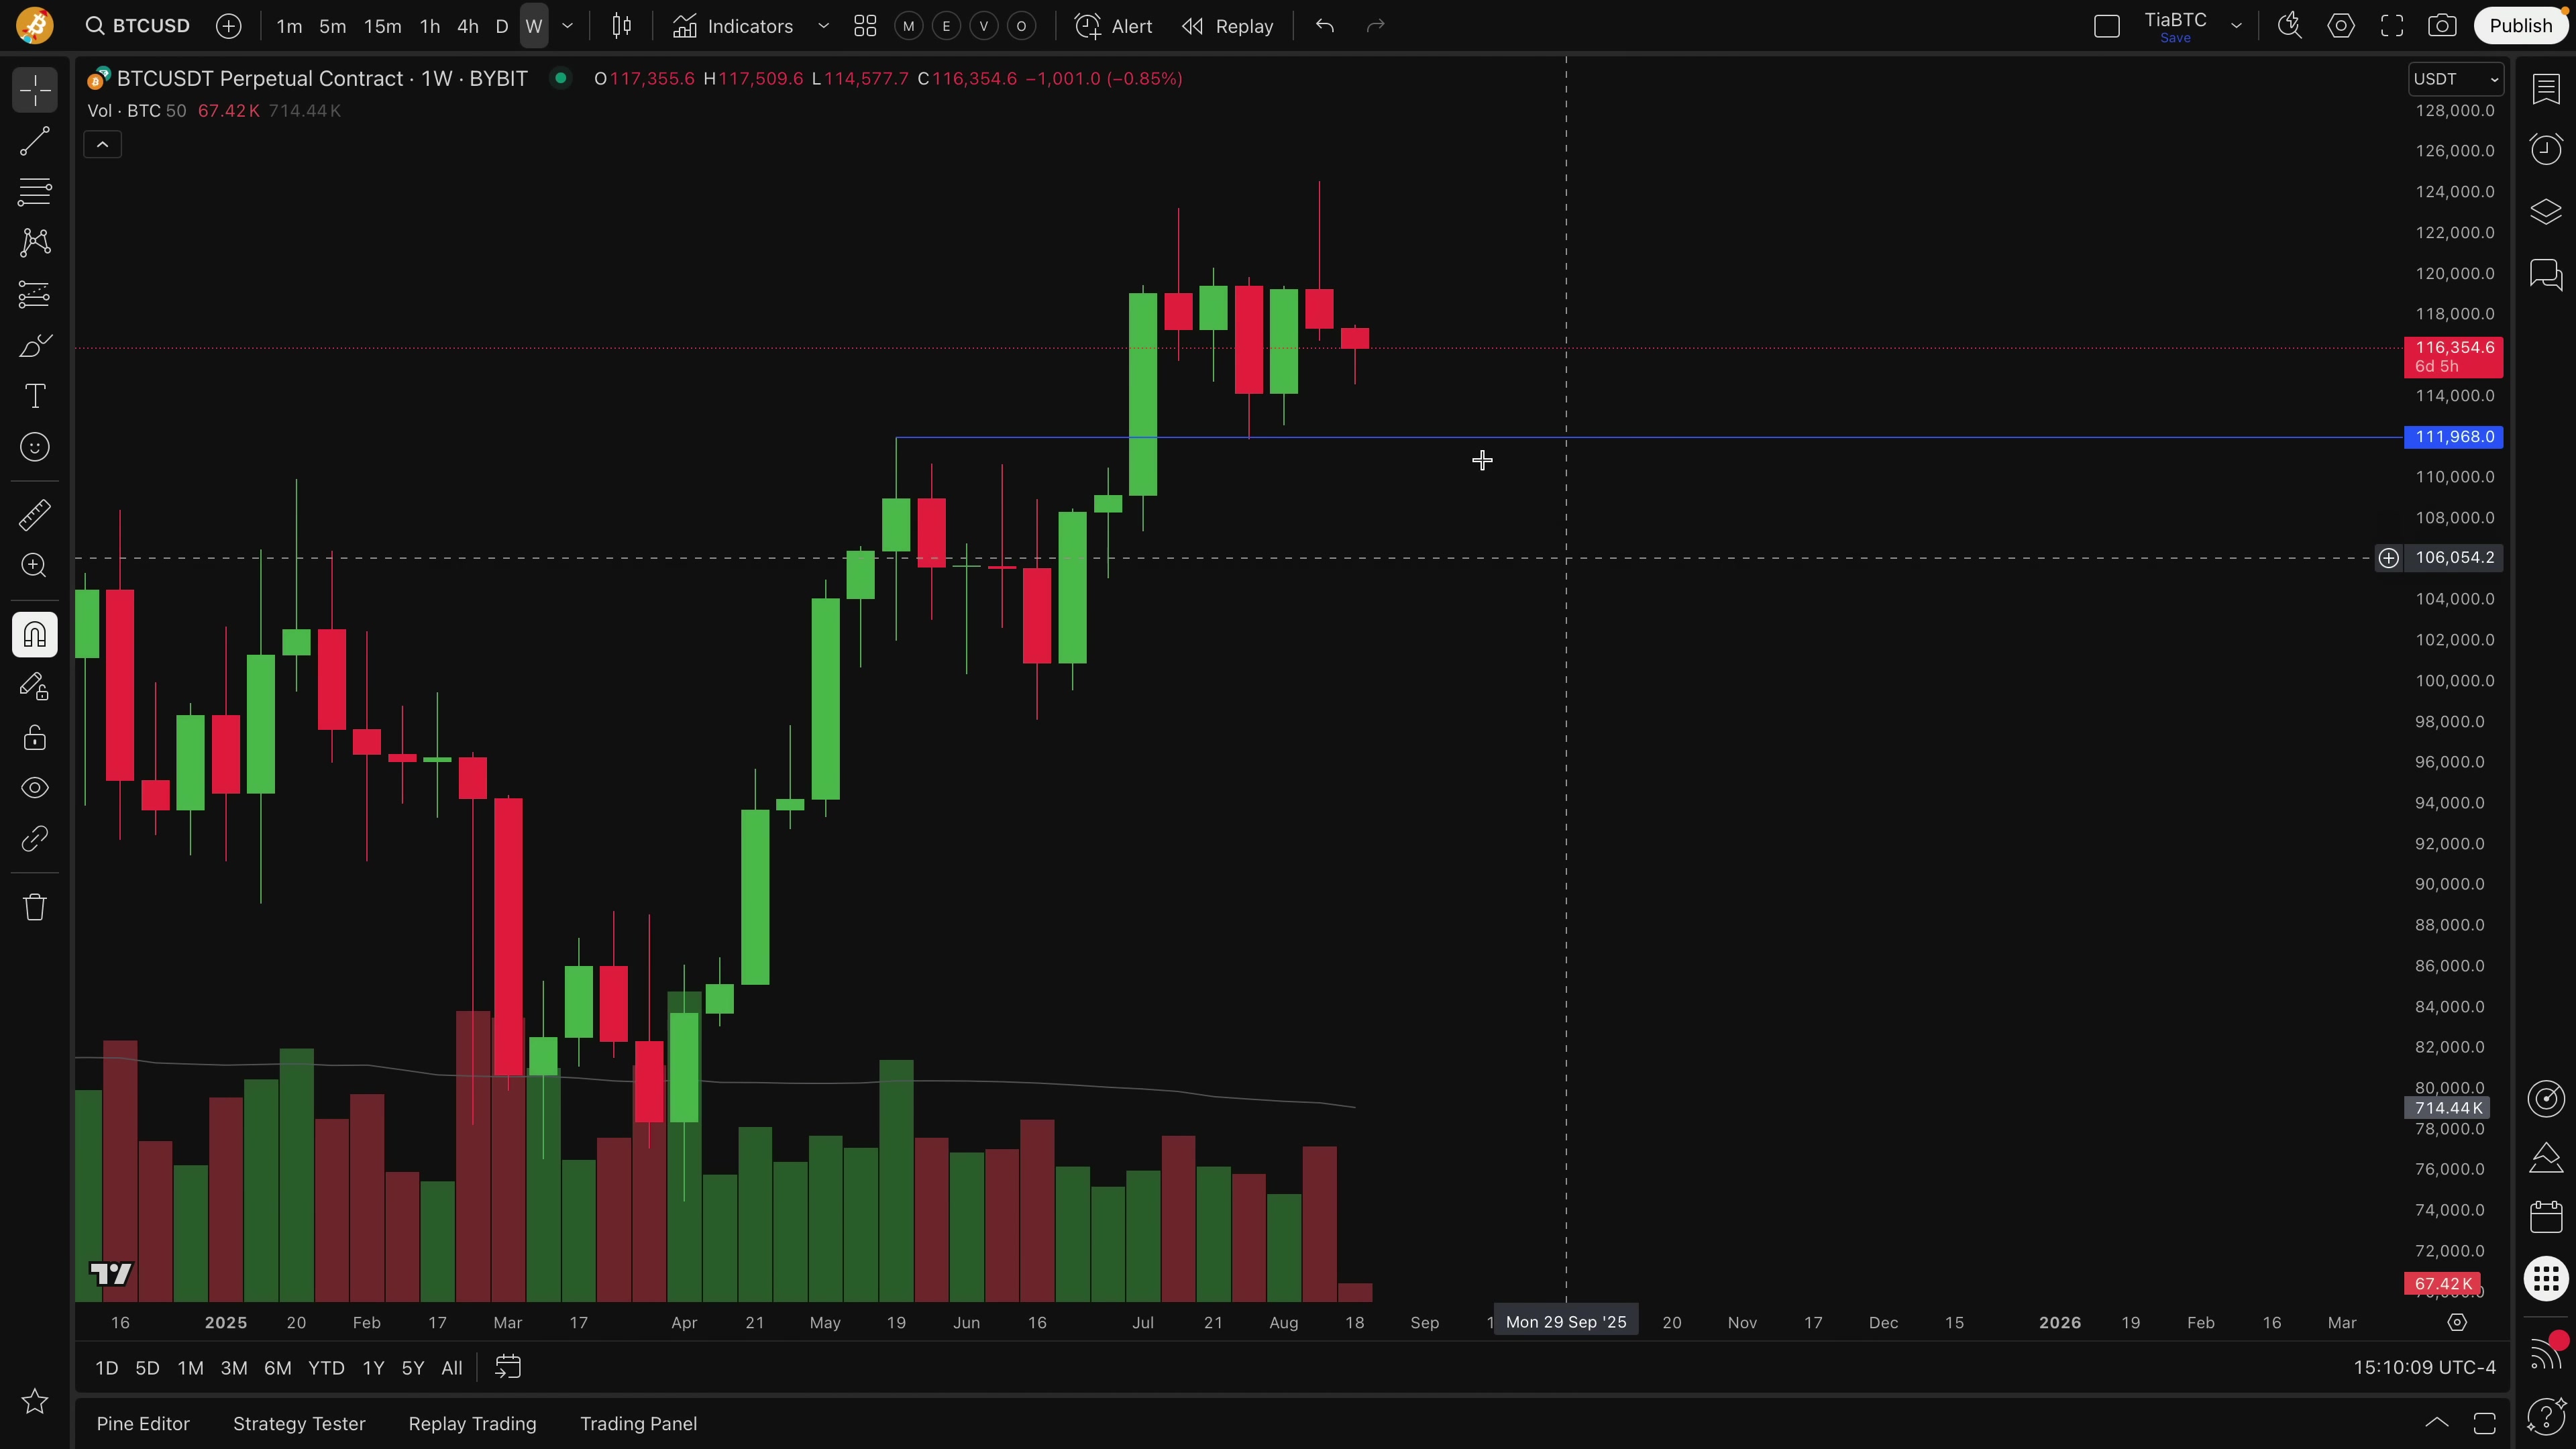 BTCUSD 1m 5m 15m 1h 4h D W Indicators M E V O Alert Replay TiaBTC Save Publish
BTCUSDT Perpetual Contract · 1W · BYBIT O117,355.6 H117,509.6 L114,577.7 C116,354.6 −1,001.0 (−0.85%)
USDT
Vol · BTC 50 67.42K 714.44K
128,000.0
126,000.0
124,000.0
122,000.0
120,000.0
118,000.0
116,354.6
6d 5h
114,000.0
111,968.0
110,000.0
108,000.0
106,054.2
104,000.0
102,000.0
100,000.0
98,000.0
96,000.0
94,000.0
92,000.0
90,000.0
88,000.0
86,000.0
84,000.0
82,000.0
80,000.0
714.44K
78,000.0
76,000.0
74,000.0
72,000.0
67.42K
16 2025 20 Feb 17 Mar 17 Apr 21 May 19 Jun 16 Jul 21 Aug 18 Sep Mon 29 Sep '25 20 Nov 17 Dec 15 2026 19 Feb 16 Mar
1D 5D 1M 3M 6M YTD 1Y 5Y All 15:10:09 UTC-4
Pine Editor Strategy Tester Replay Trading Trading Panel